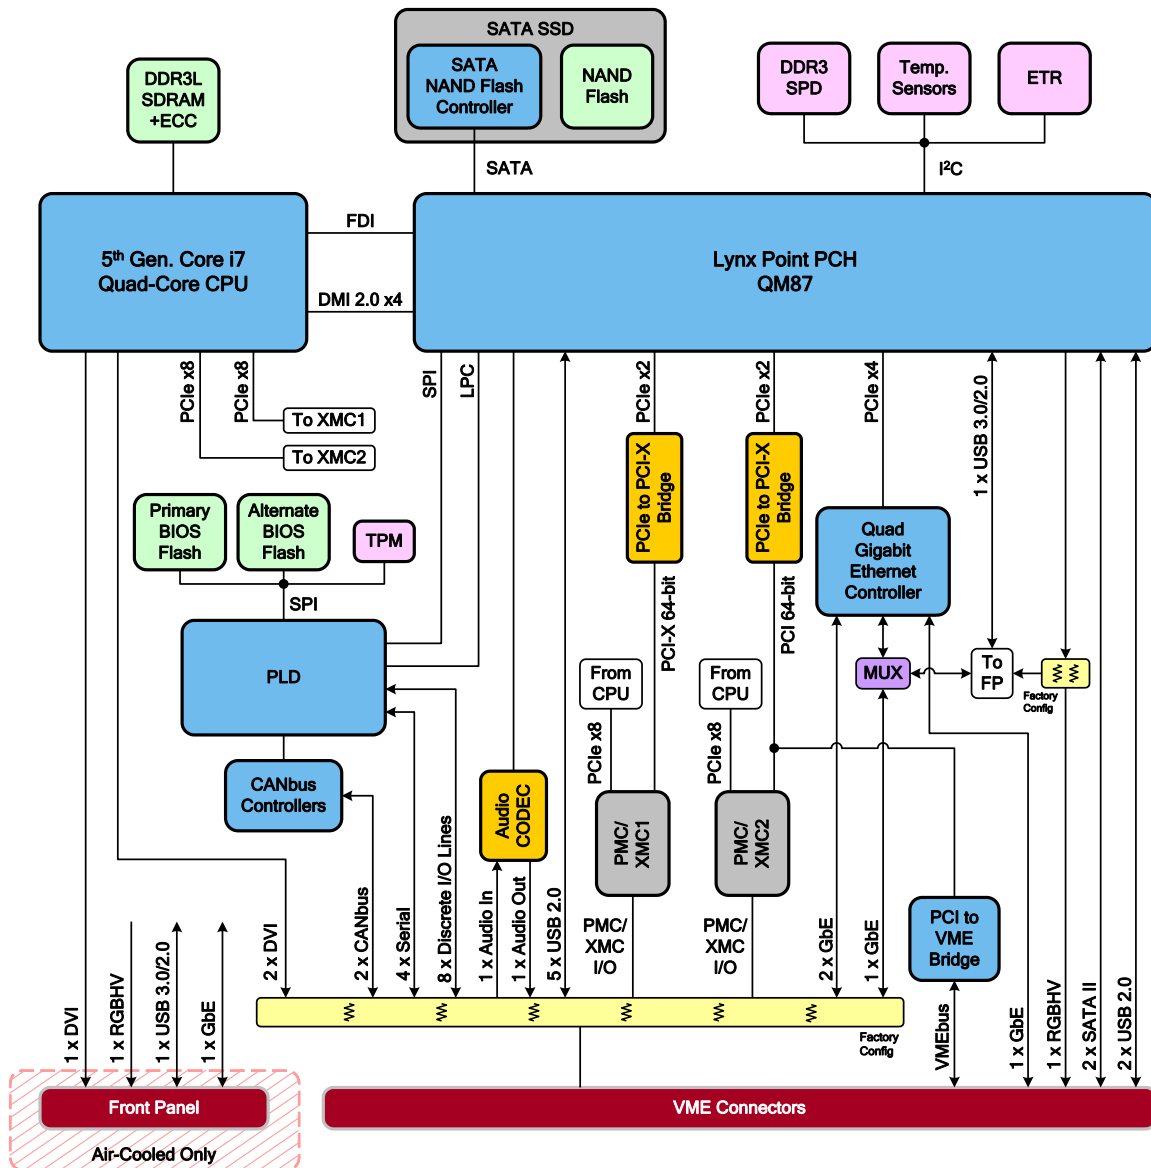 SATA SSD
SATA
NAND Flash
Controller
NAND
Flash
DDR3
SPD
Temp.
Sensors
ETR
DDR3L
SDRAM
+ECC
SATA
I²C
5th Gen. Core i7
Quad-Core CPU
FDI
DMI 2.0 x4
Lynx Point PCH
QM87
PCIe x8
PCIe x8
SPI
LPC
PCIe x2
PCIe x2
PCIe x4
1 x USB 3.0/2.0
To XMC1
To XMC2
PCIe to PCI-X
Bridge
PCIe to PCI-X
Bridge
Primary
BIOS
Flash
Alternate
BIOS
Flash
TPM
Quad
Gigabit
Ethernet
Controller
SPI
PCI-X 64-bit
PCI 64-bit
PLD
From
CPU
From
CPU
MUX
To
FP
Factory
Config
PCIe x8
PCIe x8
CANbus
Controllers
Audio
CODEC
PMC/
XMC1
PMC/
XMC2
2 x DVI
2 x CANbus
4 x Serial
8 x Discrete I/O Lines
1 x Audio In
1 x Audio Out
5 x USB 2.0
PMC/
XMC
I/O
PMC/
XMC
I/O
2 x GbE
1 x GbE
PCI to
VME
Bridge
Factory
Config
1 x DVI
1 x RGBHV
1 x USB 3.0/2.0
1 x GbE
VMEbus
1 x GbE
1 x RGBHV
2 x SATA II
2 x USB 2.0
Front Panel
VME Connectors
Air-Cooled Only